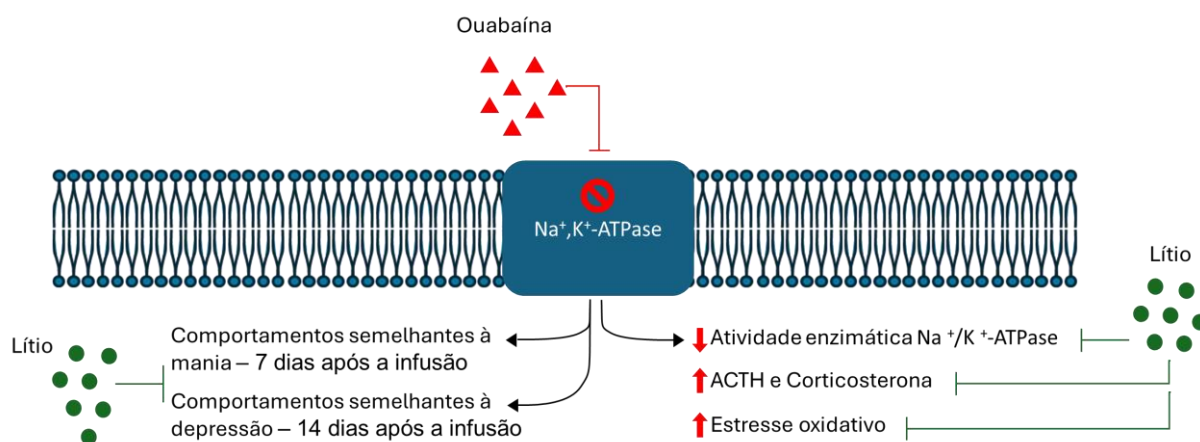 Ouabaína
Na⁺,K⁺-ATPase
Lítio
Comportamentos semelhantes à
mania – 7 dias após a infusão
Comportamentos semelhantes à
depressão – 14 dias após a infusão
Lítio
Atividade enzimática Na ⁺/K ⁺-ATPase
ACTH e Corticosterona
Estresse oxidativo